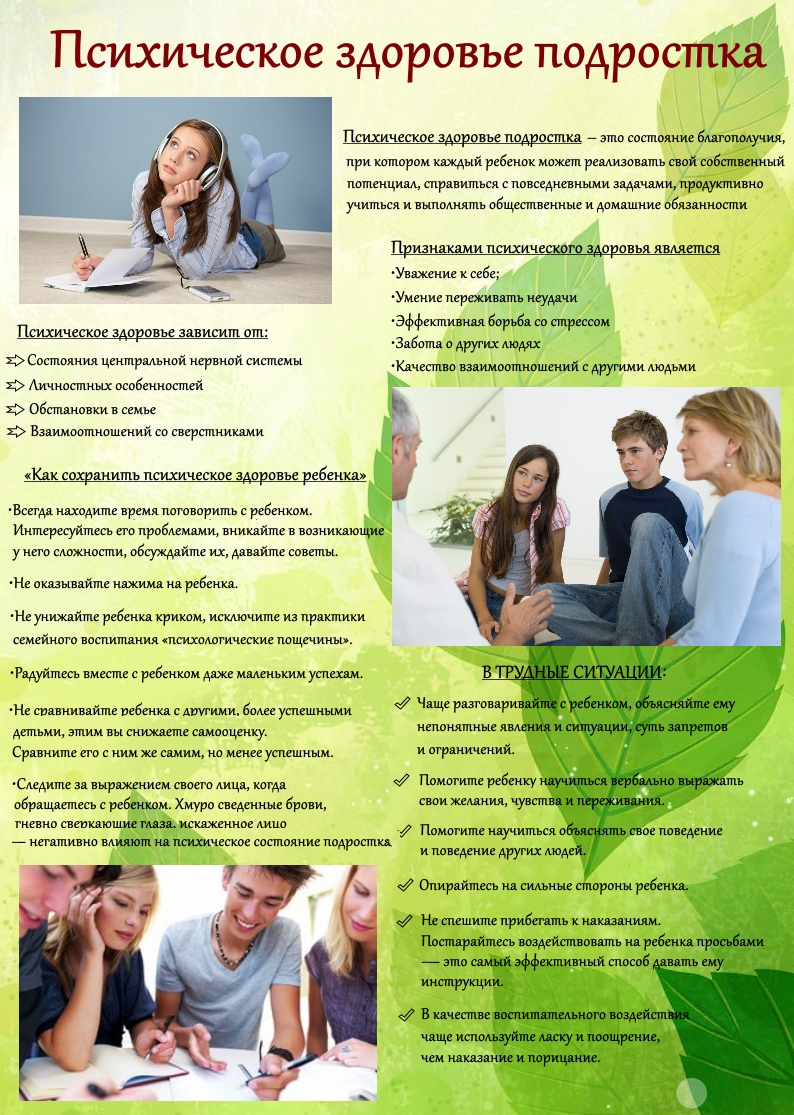 Психическое здоровье подростка
Психическое здоровье подростка – это состояние благополучия,
при котором каждый ребенок может реализовать свой собственный
потенциал, справиться с повседневными задачами, продуктивно
учиться и выполнять общественные и домашние обязанности
Признаками психического здоровья является
•Уважение к себе;
•Умение переживать неудачи
•Эффективная борьба со стрессом
•Забота о других людях
•Качество взаимоотношений с другими людьми
Психическое здоровье зависит от:
Состояния центральной нервной системы
Личностных особенностей
Обстановки в семье
Взаимоотношений со сверстниками
«Как сохранить психическое здоровье ребенка»
•Всегда находите время поговорить с ребенком.
Интересуйтесь его проблемами, вникайте в возникающие
у него сложности, обсуждайте их, давайте советы.
•Не оказывайте нажима на ребенка.
•Не унижайте ребенка криком, исключите из практики
семейного воспитания «психологические пощечины».
•Радуйтесь вместе с ребенком даже маленьким успехам.
•Не сравнивайте ребенка с другими, более успешными
детьми, этим вы снижаете самооценку.
Сравните его с ним же самим, но менее успешным.
•Следите за выражением своего лица, когда
обращаетесь с ребенком. Хмуро сведенные брови,
гневно сверкающие глаза, искаженное лицо
— негативно влияют на психическое состояние подростка.
В ТРУДНЫЕ СИТУАЦИИ:
Чаще разговаривайте с ребенком, объясняйте ему
непонятные явления и ситуации, суть запретов
и ограничений.
Помогите ребенку научиться вербально выражать
свои желания, чувства и переживания.
Помогите научиться объяснять свое поведение
и поведение других людей.
Опирайтесь на сильные стороны ребенка.
Не спешите прибегать к наказаниям.
Постарайтесь воздействовать на ребенка просьбами
— это самый эффективный способ давать ему
инструкции.
В качестве воспитательного воздействия
чаще используйте ласку и поощрение,
чем наказание и порицание.